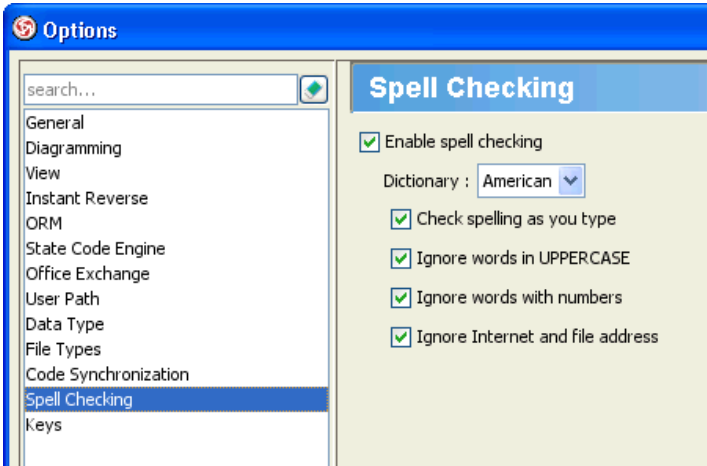 Options
search...
General
Diagramming
View
Instant Reverse
ORM
State Code Engine
Office Exchange
User Path
Data Type
File Types
Code Synchronization
Spell Checking
Keys
Spell Checking
Enable spell checking
Dictionary : American
Check spelling as you type
Ignore words in UPPERCASE
Ignore words with numbers
Ignore Internet and file address